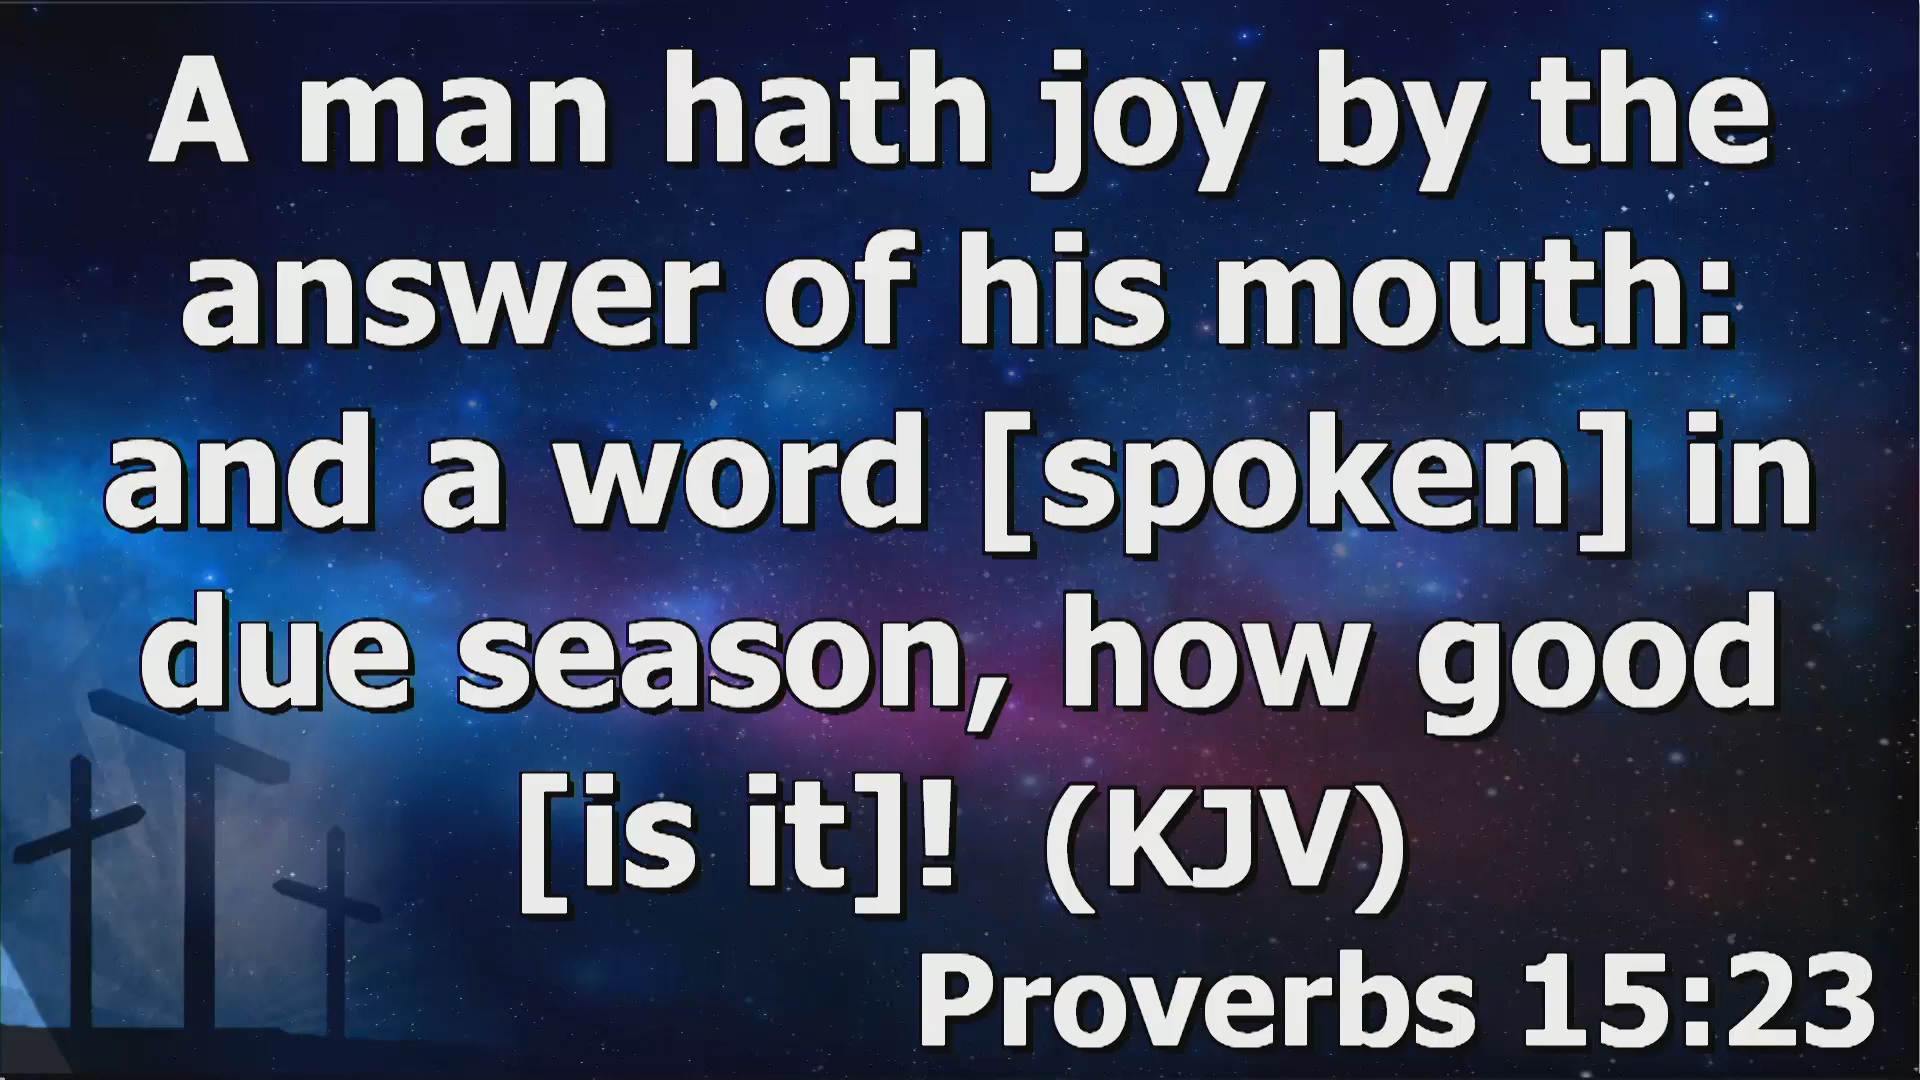 A man hath joy by the
answer of his mouth:
and a word [spoken] in
due season, how good
[is it]!  (KJV)
Proverbs 15:23